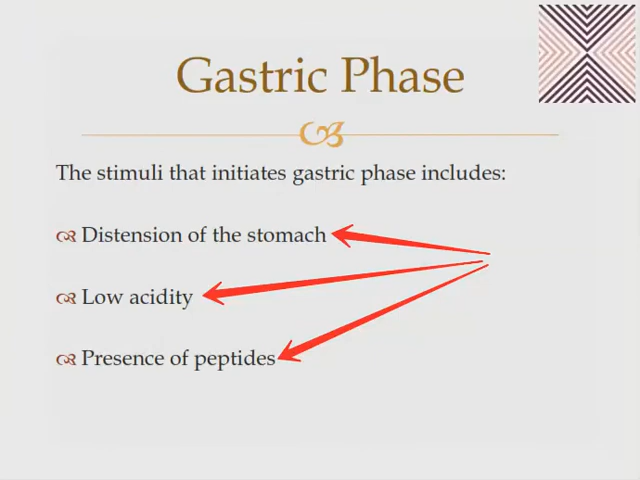 Gastric Phase
The stimuli that initiates gastric phase includes:
Distension of the stomach
Low acidity
Presence of peptides